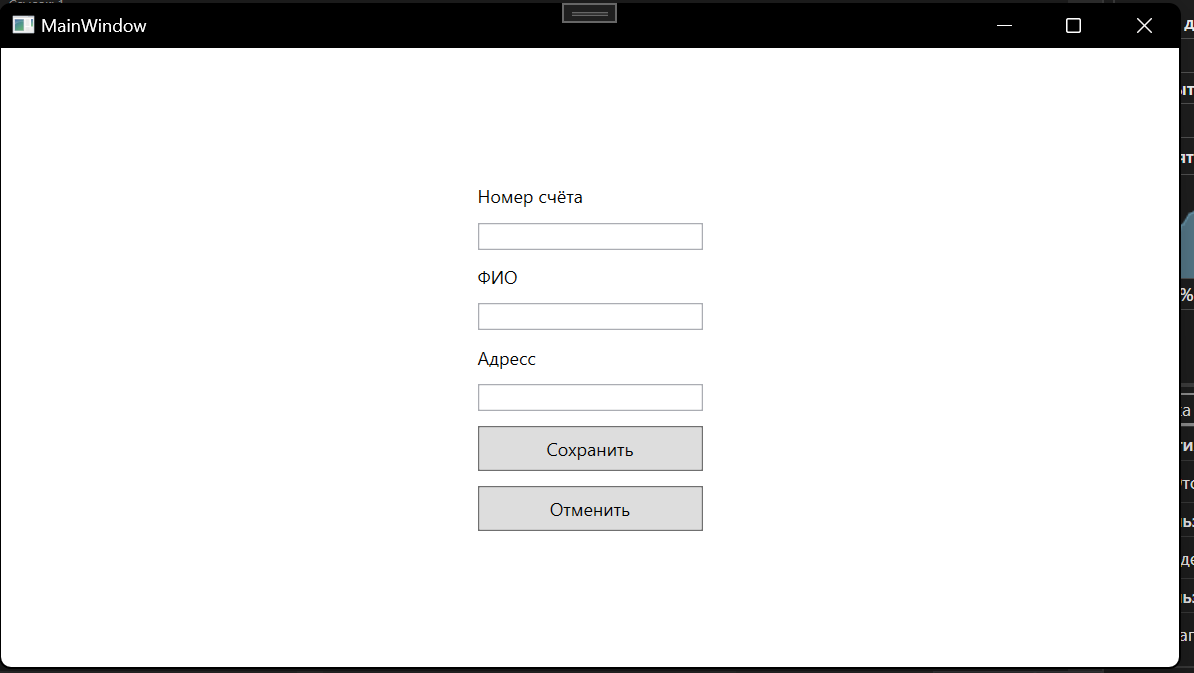 MainWindow
Номер счёта
ФИО
Адресс
Сохранить
Отменить